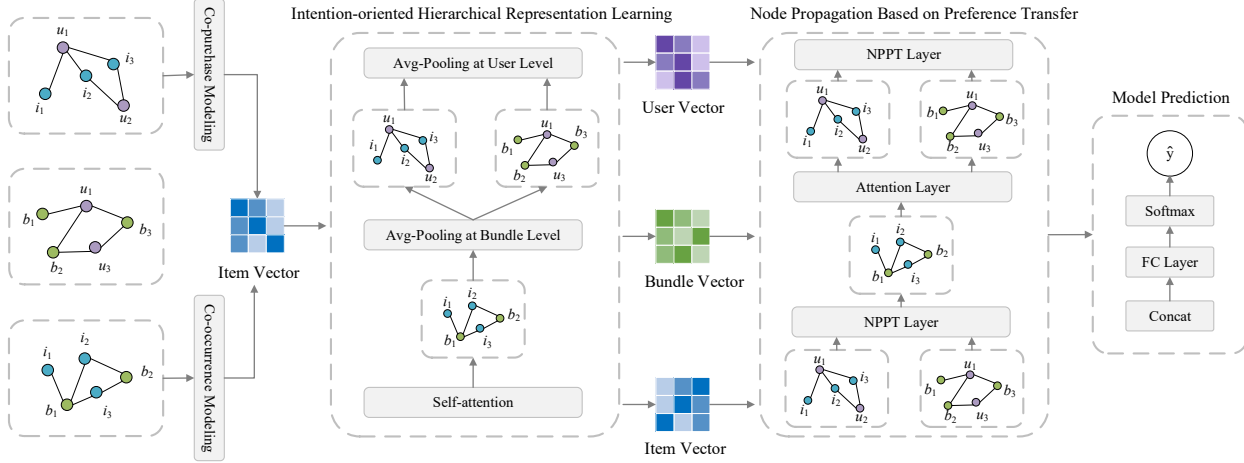 Co-purchase Modeling
Co-occurrence Modeling
u1
i3
i2
i1
u2
u1
b1
b3
b2
u3
i1
i2
b2
b1
i3
Item Vector
Intention-oriented Hierarchical Representation Learning
Avg-Pooling at User Level
u1
i1
i3
i2
u2
u1
b1
b3
b2
u3
Avg-Pooling at Bundle Level
i1
i2
b2
b1
i3
Self-attention
User Vector
Bundle Vector
Item Vector
Node Propagation Based on Preference Transfer
NPPT Layer
u1
i3
i1
i2
u2
u1
b1
b3
b2
u3
Attention Layer
i1
i2
b2
b1
i3
NPPT Layer
u1
i3
i1
i2
u2
u1
b1
b3
b2
u3
Model Prediction
ŷ
Softmax
FC Layer
Concat